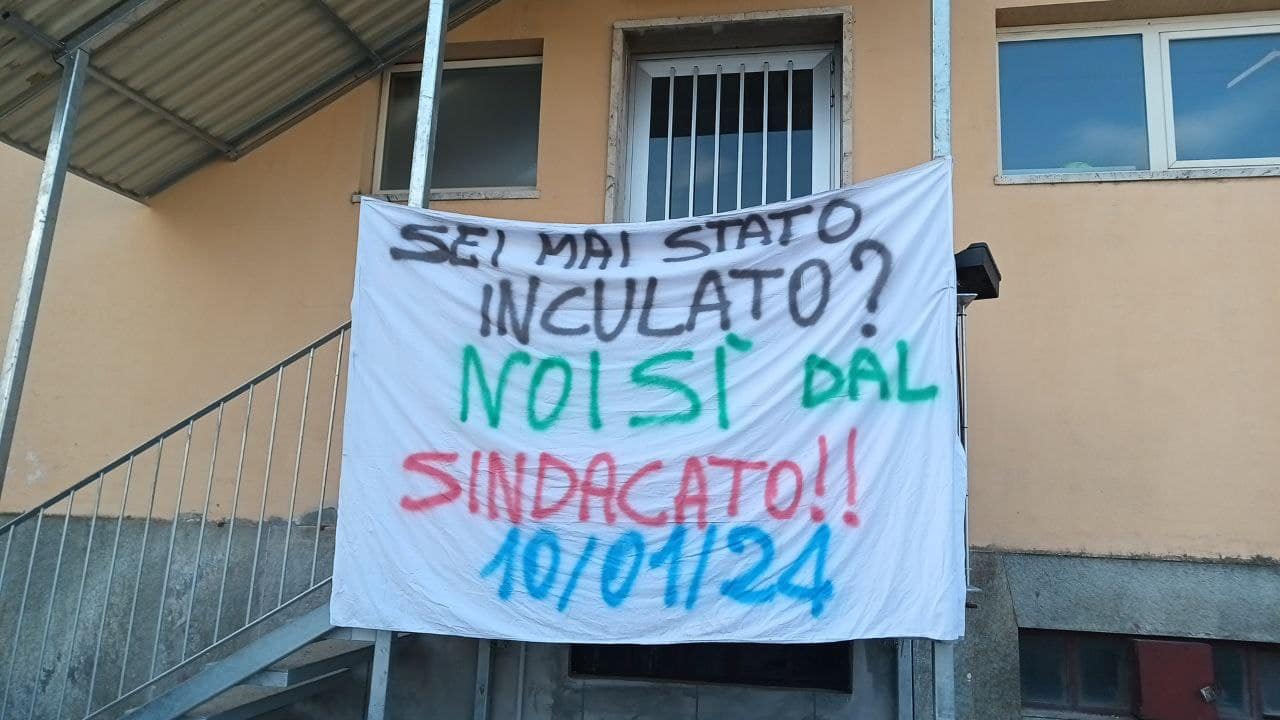 SEI MAI STATO
INCULATO?
NOI SÌ DAL
SINDACATO!!
10/01/24